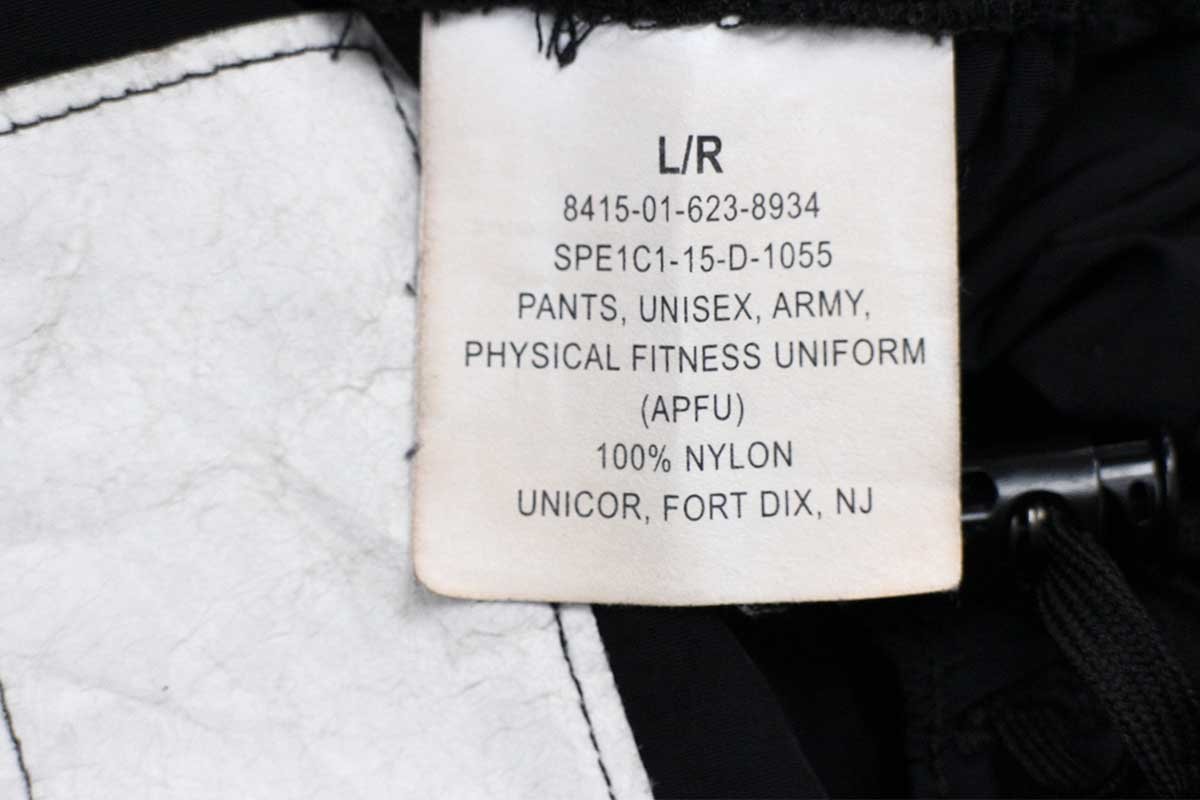 L/R
8415-01-623-8934
SPE1C1-15-D-1055
PANTS, UNISEX, ARMY,
PHYSICAL FITNESS UNIFORM
(APFU)
100% NYLON
UNICOR, FORT DIX, NJ